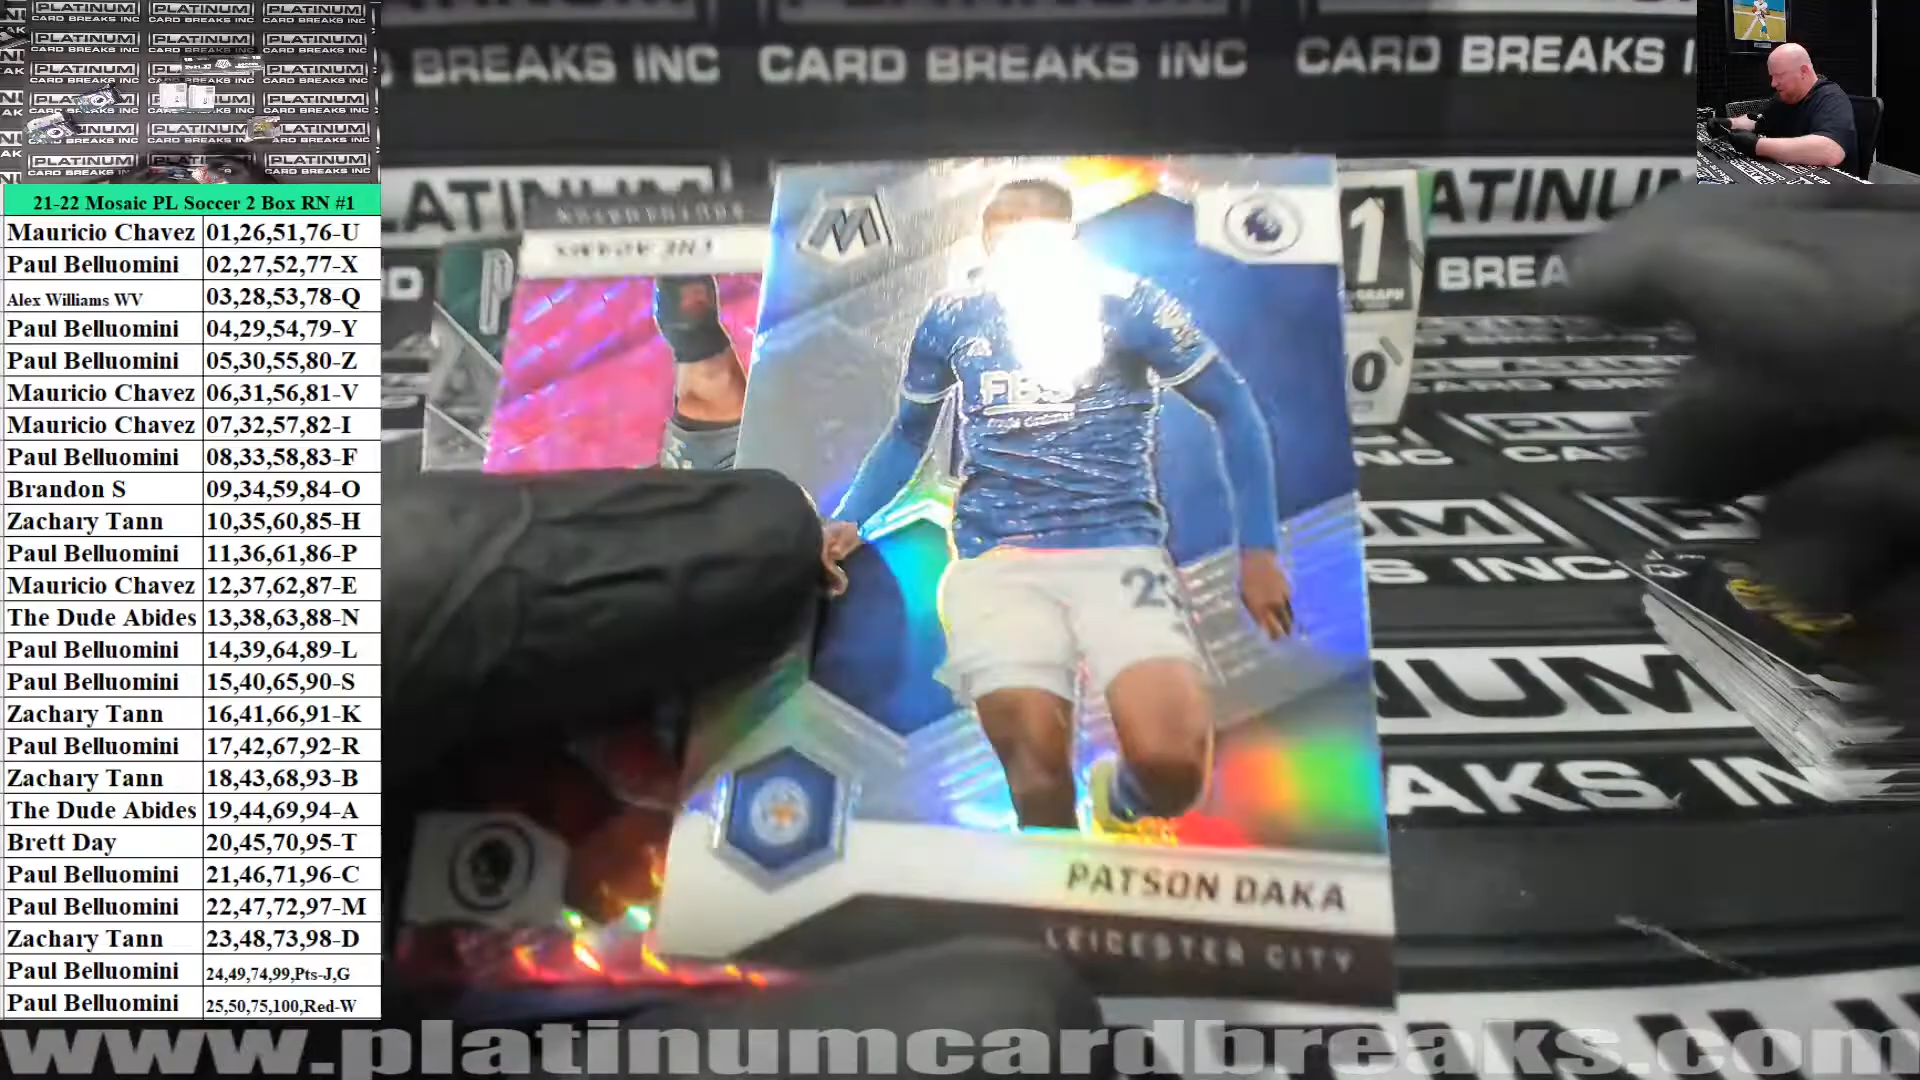 21-22 Mosaic PL Soccer 2 Box RN #1
Mauricio Chavez 01,26,51,76-U
Paul Belluomini 02,27,52,77-X
Alex Williams WV 03,28,53,78-Q
Paul Belluomini 04,29,54,79-Y
Paul Belluomini 05,30,55,80-Z
Mauricio Chavez 06,31,56,81-V
Mauricio Chavez 07,32,57,82-I
Paul Belluomini 08,33,58,83-F
Brandon S 09,34,59,84-O
Zachary Tann 10,35,60,85-H
Paul Belluomini 11,36,61,86-P
Mauricio Chavez 12,37,62,87-E
The Dude Abides 13,38,63,88-N
Paul Belluomini 14,39,64,89-L
Paul Belluomini 15,40,65,90-S
Zachary Tann 16,41,66,91-K
Paul Belluomini 17,42,67,92-R
Zachary Tann 18,43,68,93-B
The Dude Abides 19,44,69,94-A
Brett Day 20,45,70,95-T
Paul Belluomini 21,46,71,96-C
Paul Belluomini 22,47,72,97-M
Zachary Tann 23,48,73,98-D
Paul Belluomini 24,49,74,99,Pts-J,G
Paul Belluomini 25,50,75,100,Red-W
BREAKS INC CARD BREAKS INC CARD BREAKS
PLATINUM
CARD BREAKS INC
PATSON DAKA
LEICESTER CITY
www.platinumcardbreaks.com